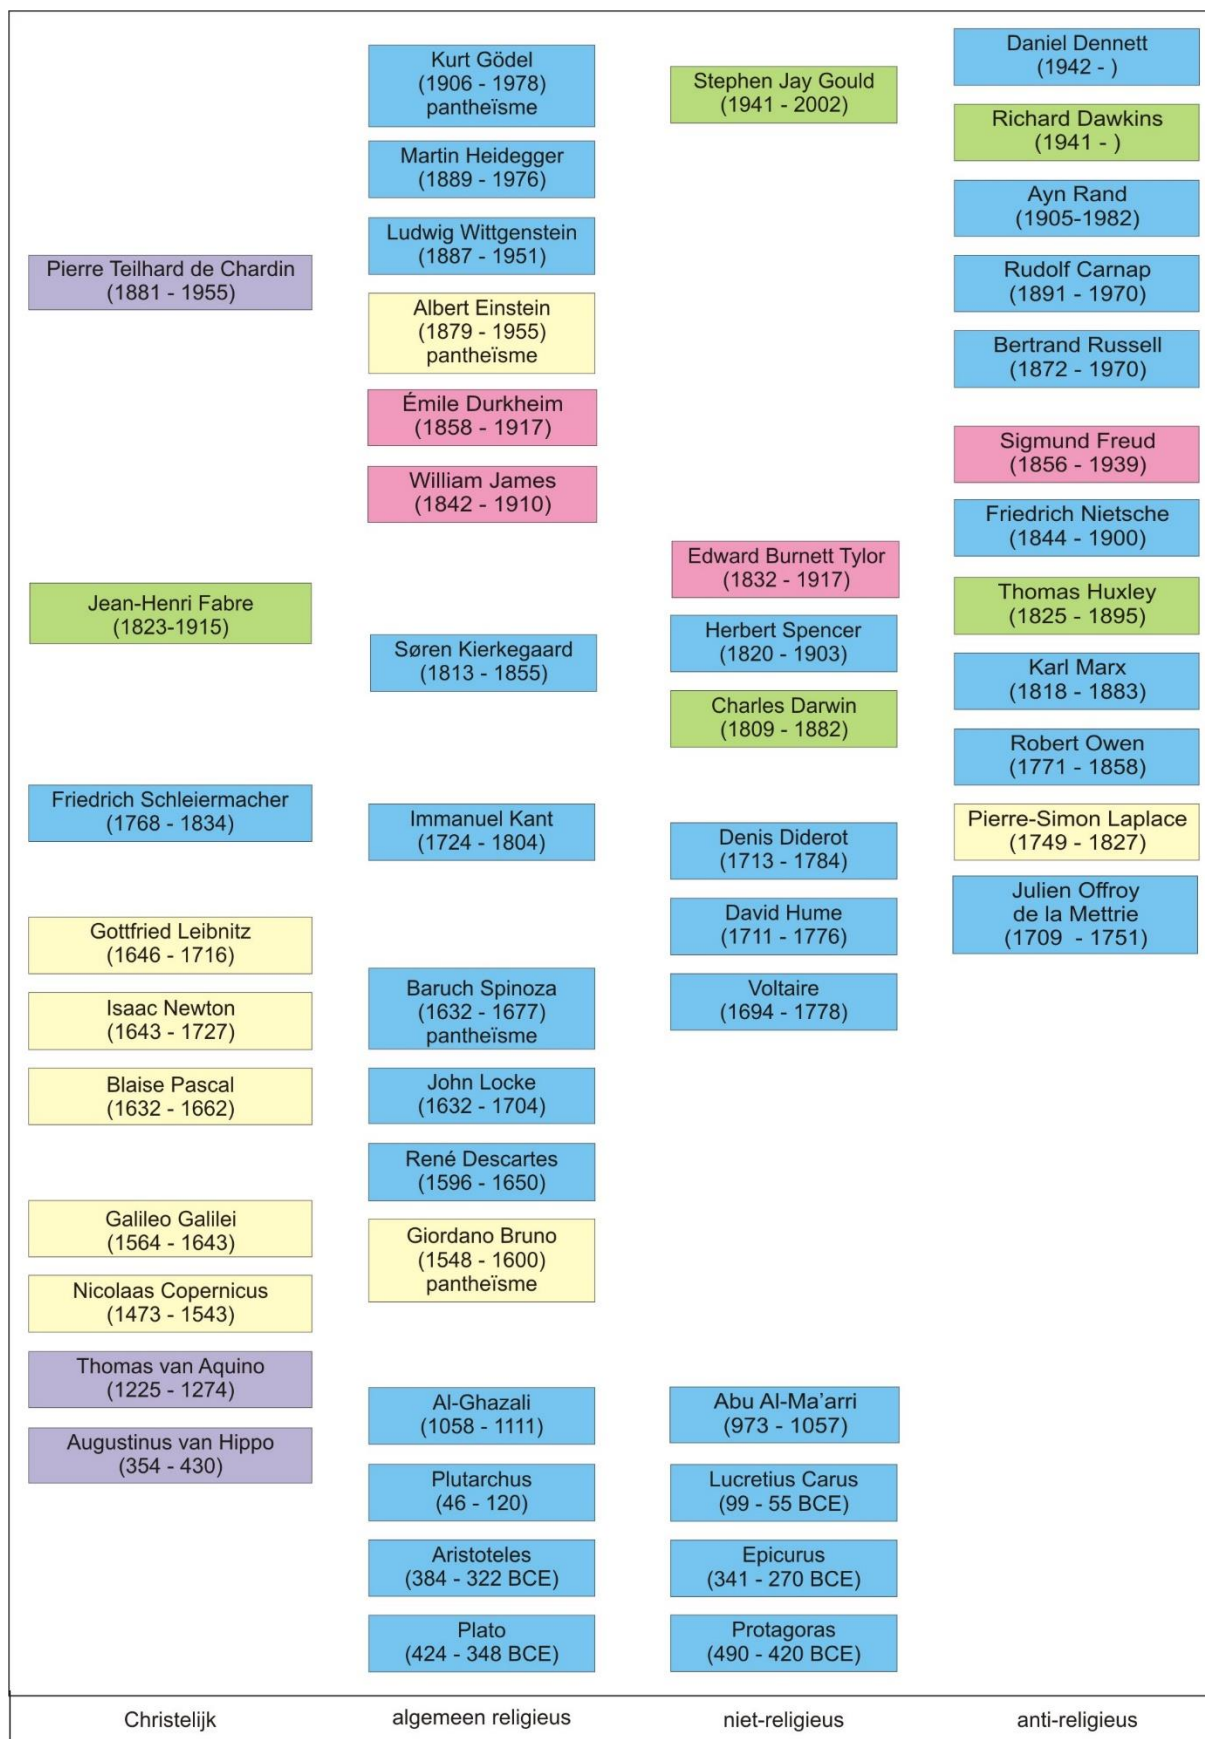 Pierre Teilhard de Chardin
(1881 - 1955)
Jean-Henri Fabre
(1823-1915)
Friedrich Schleiermacher
(1768 - 1834)
Gottfried Leibnitz
(1646 - 1716)
Isaac Newton
(1643 - 1727)
Blaise Pascal
(1632 - 1662)
Galileo Galilei
(1564 - 1643)
Nicolaas Copernicus
(1473 - 1543)
Thomas van Aquino
(1225 - 1274)
Augustinus van Hippo
(354 - 430)
Christelijk
Kurt Gödel
(1906 - 1978)
pantheïsme
Martin Heidegger
(1889 - 1976)
Ludwig Wittgenstein
(1887 - 1951)
Albert Einstein
(1879 - 1955)
pantheïsme
Émile Durkheim
(1858 - 1917)
William James
(1842 - 1910)
Søren Kierkegaard
(1813 - 1855)
Immanuel Kant
(1724 - 1804)
Baruch Spinoza
(1632 - 1677)
pantheïsme
John Locke
(1632 - 1704)
René Descartes
(1596 - 1650)
Giordano Bruno
(1548 - 1600)
pantheïsme
Al-Ghazali
(1058 - 1111)
Plutarchus
(46 - 120)
Aristoteles
(384 - 322 BCE)
Plato
(424 - 348 BCE)
algemeen religieus
Stephen Jay Gould
(1941 - 2002)
Edward Burnett Tylor
(1832 - 1917)
Herbert Spencer
(1820 - 1903)
Charles Darwin
(1809 - 1882)
Denis Diderot
(1713 - 1784)
David Hume
(1711 - 1776)
Voltaire
(1694 - 1778)
Abu Al-Ma’arri
(973 - 1057)
Lucretius Carus
(99 - 55 BCE)
Epicurus
(341 - 270 BCE)
Protagoras
(490 - 420 BCE)
niet-religieus
Daniel Dennett
(1942 - )
Richard Dawkins
(1941 - )
Ayn Rand
(1905-1982)
Rudolf Carnap
(1891 - 1970)
Bertrand Russell
(1872 - 1970)
Sigmund Freud
(1856 - 1939)
Friedrich Nietsche
(1844 - 1900)
Thomas Huxley
(1825 - 1895)
Karl Marx
(1818 - 1883)
Robert Owen
(1771 - 1858)
Pierre-Simon Laplace
(1749 - 1827)
Julien Offroy
de la Mettrie
(1709 - 1751)
anti-religieus